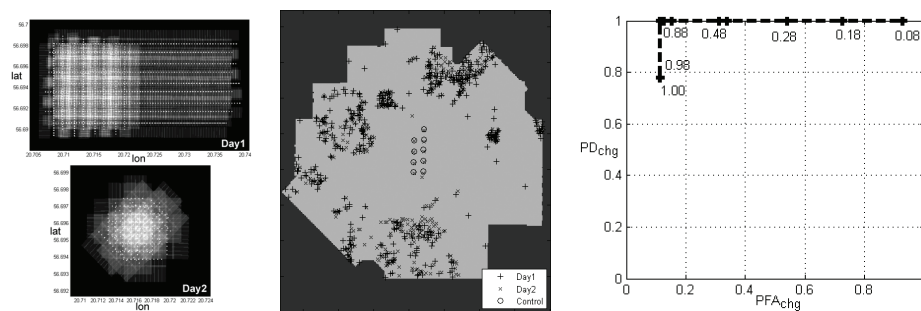 56.7
56.698
56.696
lat
56.694
56.692
56.69
Day1
20.705 20.71 20.715 20.72 20.725 20.73 20.735 20.74
lon
56.699
56.698
56.697
lat
56.696
56.695
56.694
56.693
56.692
Day2
20.71 20.712 20.714 20.716 20.718 20.72 20.722 20.724
lon
+ Day1
× Day2
○ Control
1
0.8
0.6
PDchg
0.4
0.2
0
0.88 0.48 0.28 0.18 0.08
0.98
1.00
0 0.2 0.4 0.6 0.8 1
PFAchg